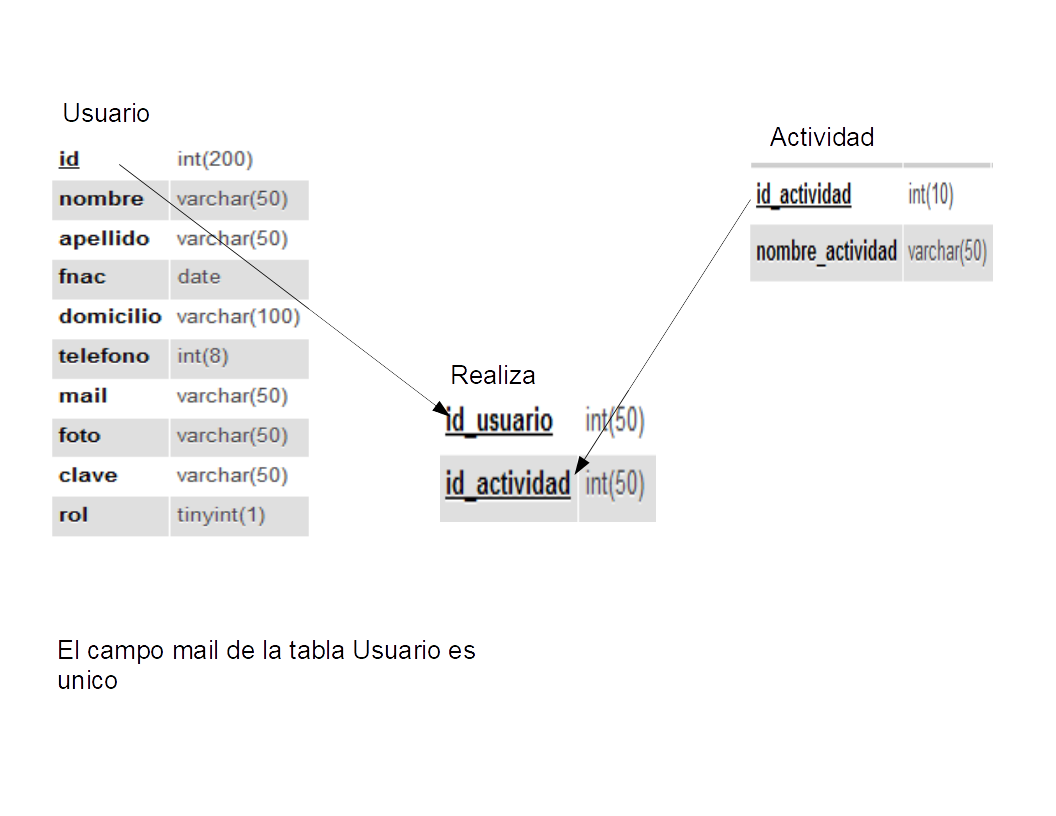 Usuario
id int(200)
nombre varchar(50)
apellido varchar(50)
fnac date
domicilio varchar(100)
telefono int(8)
mail varchar(50)
foto varchar(50)
clave varchar(50)
rol tinyint(1)
Actividad
id_actividad int(10)
nombre_actividad varchar(50)
Realiza
id_usuario int(50)
id_actividad int(50)
El campo mail de la tabla Usuario es
unico